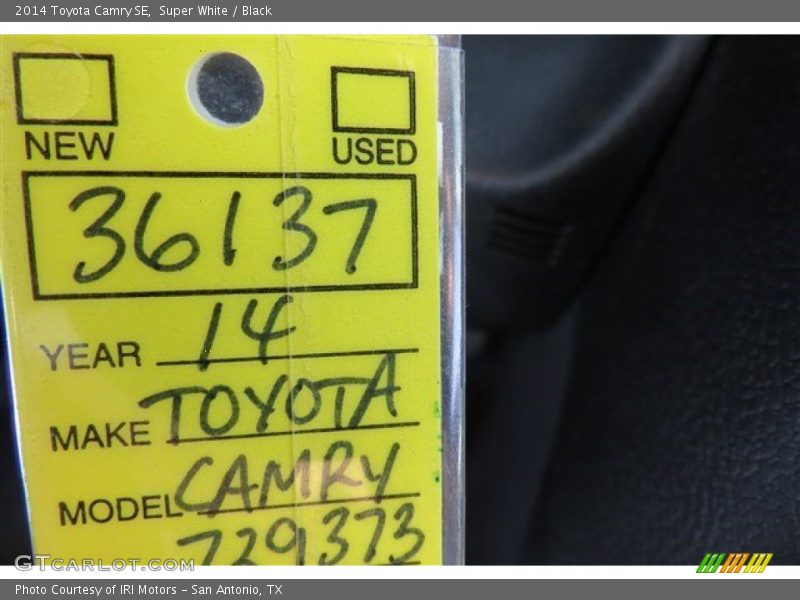 2014 Toyota Camry SE, Super White / Black
NEW USED
36137
YEAR 14
MAKE TOYOTA
MODEL CAMRY
729373
GTcarlot.com
Photo Courtesy of IRI Motors - San Antonio, TX